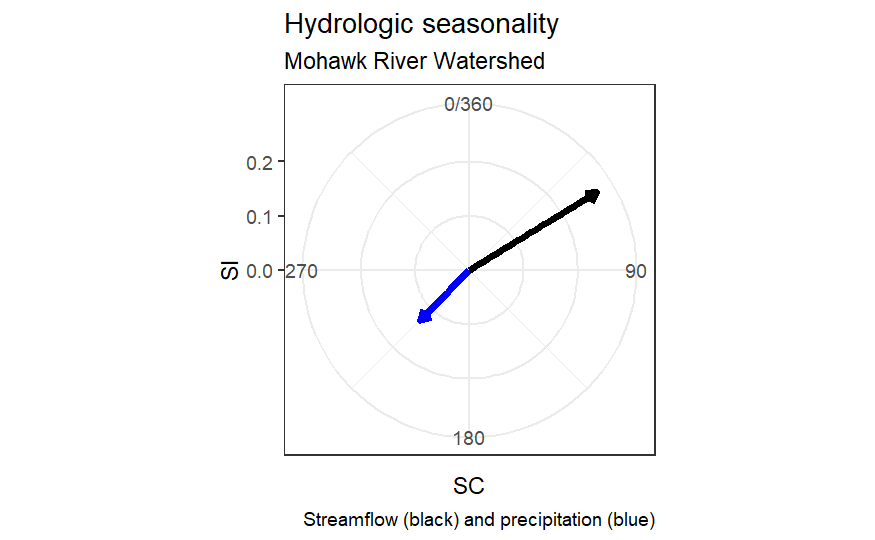 Hydrologic seasonality
Mohawk River Watershed
0/360
0.2
0.1
SI
0.0
270
90
180
SC
Streamflow (black) and precipitation (blue)